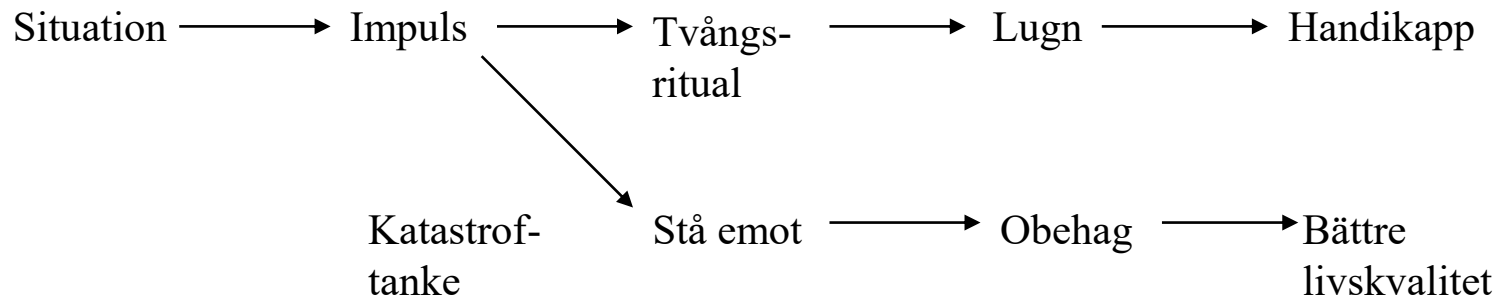 Situation
Impuls
Tvångs-
ritual
Lugn
Handikapp
Katastrof-
tanke
Stå emot
Obehag
Bättre
livskvalitet